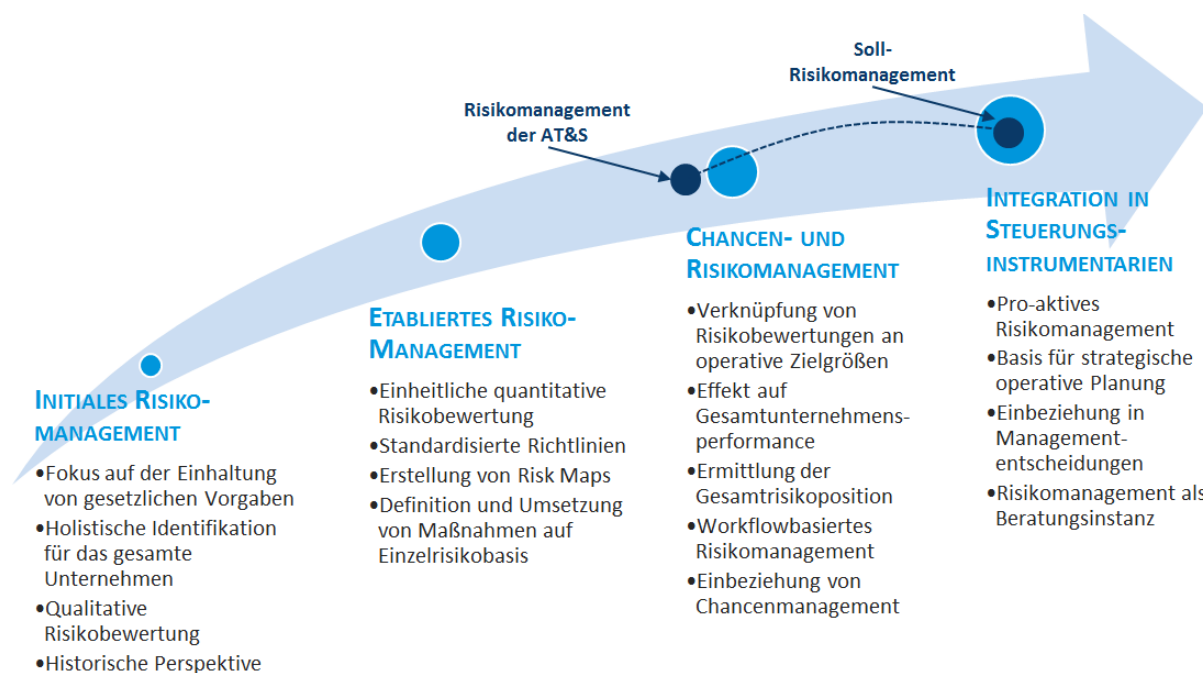 Soll-
Risikomanagement
Risikomanagement
der AT&S
INITIALES RISIKO-
MANAGEMENT
•Fokus auf der Einhaltung
von gesetzlichen Vorgaben
•Holistische Identifikation
für das gesamte
Unternehmen
•Qualitative
Risikobewertung
•Historische Perspektive
ETABLIERTES RISIKO-
MANAGEMENT
•Einheitliche quantitative
Risikobewertung
•Standardisierte Richtlinien
•Erstellung von Risk Maps
•Definition und Umsetzung
von Maßnahmen auf
Einzelrisikobasis
CHANCEN- UND
RISIKOMANAGEMENT
•Verknüpfung von
Risikobewertungen an
operative Zielgrößen
•Effekt auf
Gesamtunternehmens-
performance
•Ermittlung der
Gesamtrisikoposition
•Workflowbasiertes
Risikomanagement
•Einbeziehung von
Chancenmanagement
INTEGRATION IN
STEUERUNGS-
INSTRUMENTARIEN
•Pro-aktives
Risikomanagement
•Basis für strategische
operative Planung
•Einbeziehung in
Management-
entscheidungen
•Risikomanagement als
Beratungsinstanz